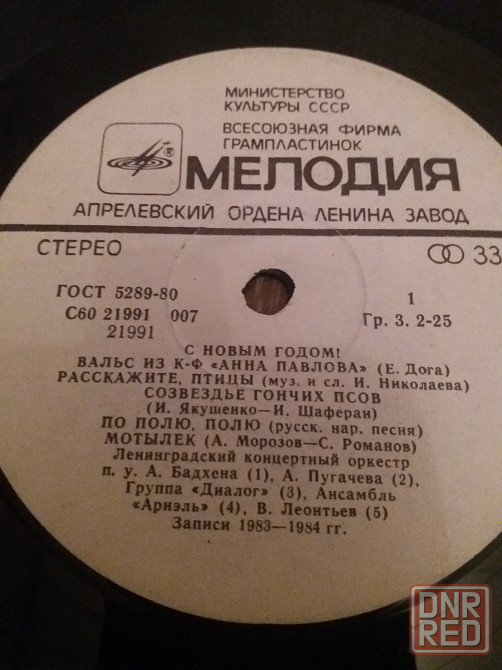 МИНИСТЕРСТВО
КУЛЬТУРЫ СССР
ВСЕСОЮЗНАЯ ФИРМА
ГРАМПЛАСТИНОК
МЕЛОДИЯ
АПРЕЛЕВСКИЙ ОРДЕНА ЛЕНИНА ЗАВОД
СТЕРЕО
33
ГОСТ 5289-80
С60 21991 007
21991
1
Гр. 3. 2-25
С НОВЫМ ГОДОМ!
ВАЛЬС ИЗ К-Ф «АННА ПАВЛОВА» (Е. Дога)
РАССКАЖИТЕ, ПТИЦЫ (муз. и сл. И. Николаева)
СОЗВЕЗДЬЕ ГОНЧИХ ПСОВ
(И. Якушенко—И. Шаферан)
ПО ПОЛЮ, ПОЛЮ (русск. нар. песня)
МОТЫЛЕК (А. Морозов—С. Романов)
Ленинградский концертный оркестр
п. у. А. Бадхена (1), А. Пугачева (2),
Группа «Диалог» (3), Ансамбль
«Ариэль» (4), В. Леонтьев (5)
Записи 1983—1984 гг.
DNR
RED